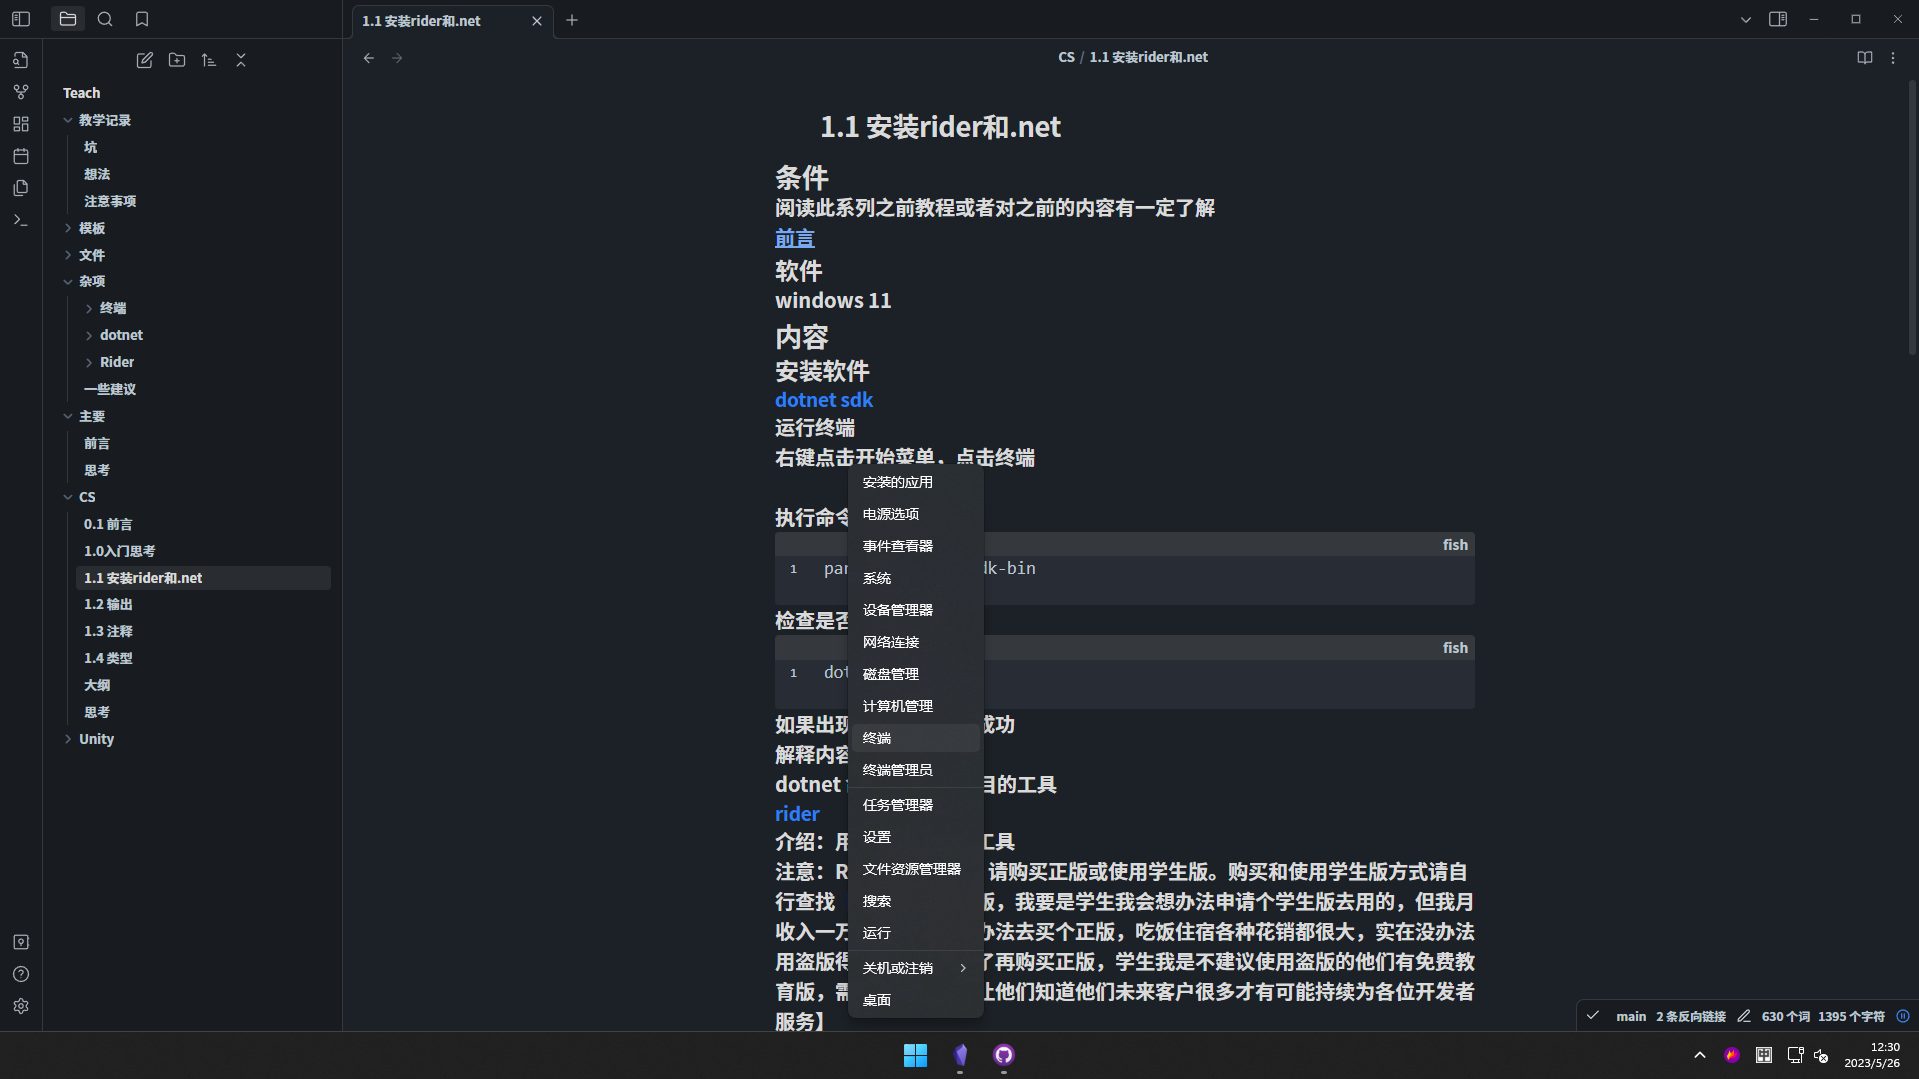 1.1 安装rider和.net
CS / 1.1 安装rider和.net
Teach
教学记录
坑
想法
注意事项
模板
文件
杂项
终端
dotnet
Rider
一些建议
主要
前言
思考
CS
0.1 前言
1.0入门思考
1.1 安装rider和.net
1.2 输出
1.3 注释
1.4 类型
大纲
思考
Unity
1.1 安装rider和.net
条件
阅读此系列之前教程或者对之前的内容有一定了解
前言
软件
windows 11
内容
安装软件
dotnet sdk
运行终端
右键点击开始菜单，点击终端
执行命令
fish
1 par dk-bin
检查是否
fish
1 dot
如果出现 成功
解释内容
dotnet 目的工具
rider
介绍：用 工具
注意：R 请购买正版或使用学生版。购买和使用学生版方式请自
行查找 版，我要是学生我会想办法申请个学生版去用的，但我月
收入一万 办法去买个正版，吃饭住宿各种花销都很大，实在没办法
用盗版得 了再购买正版，学生我是不建议使用盗版的他们有免费教
育版，需 让他们知道他们未来客户很多才有可能持续为各位开发者
服务】
安装的应用
电源选项
事件查看器
系统
设备管理器
网络连接
磁盘管理
计算机管理
终端
终端管理员
任务管理器
设置
文件资源管理器
搜索
运行
关机或注销
桌面
main 2 条反向链接 630 个词 1395 个字符
12:30
2023/5/26